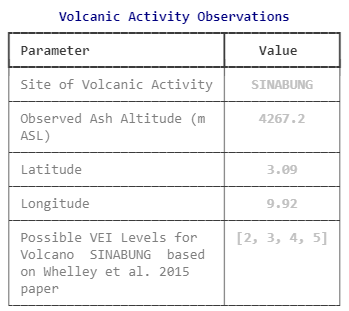 Volcanic Activity Observations
Parameter Value
Site of Volcanic Activity SINABUNG
Observed Ash Altitude (m 4267.2
ASL)
Latitude 3.09
Longitude 9.92
Possible VEI Levels for [2, 3, 4, 5]
Volcano SINABUNG based
on Whelley et al. 2015
paper